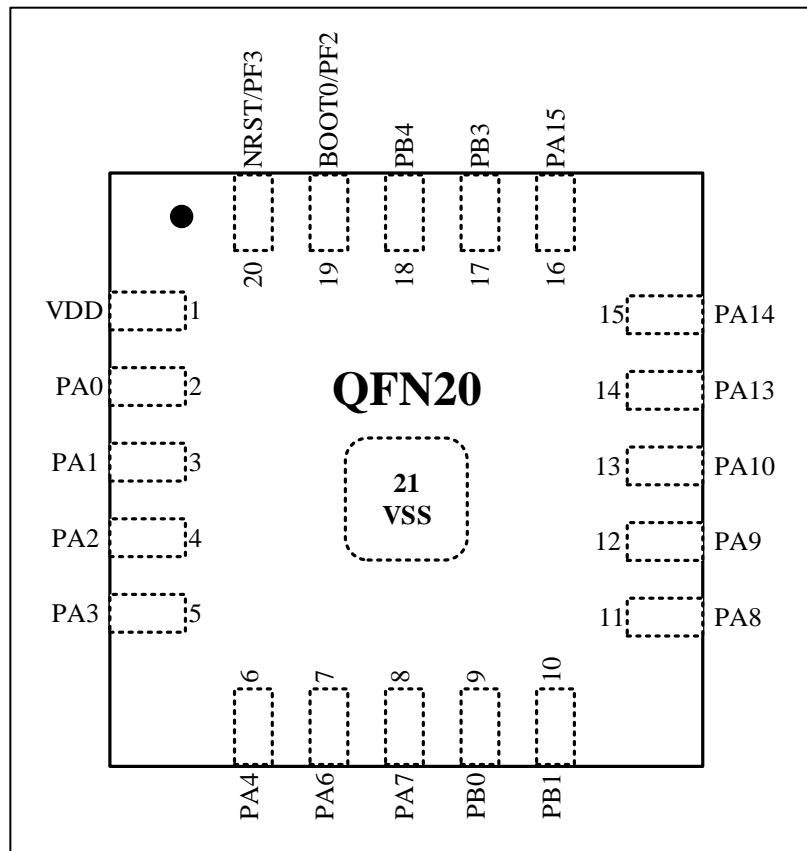 NRST/PF3
BOOT0/PF2
PB4
PB3
PA15
20
19
18
17
16
VDD 1
PA0 2
PA1 3
PA2 4
PA3 5
15 PA14
14 PA13
13 PA10
12 PA9
11 PA8
QFN20
21
VSS
6
7
8
9
10
PA4
PA6
PA7
PB0
PB1